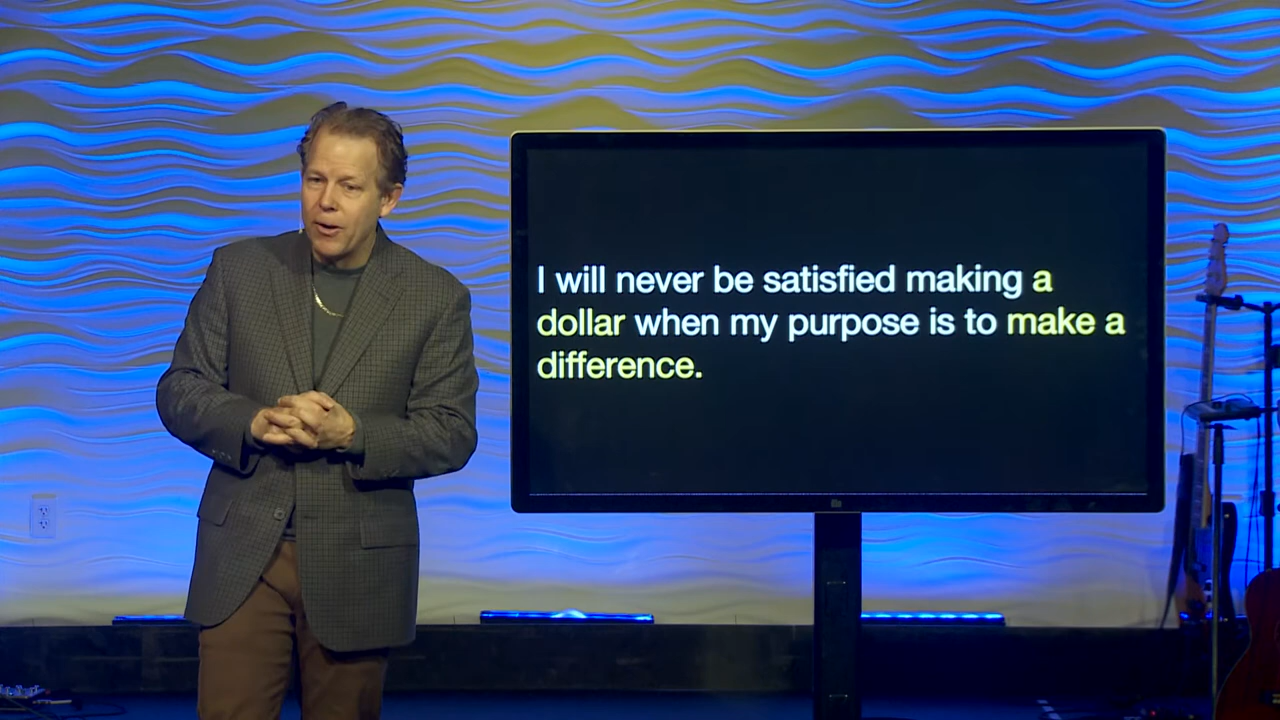 I will never be satisfied making a
dollar when my purpose is to make a
difference.